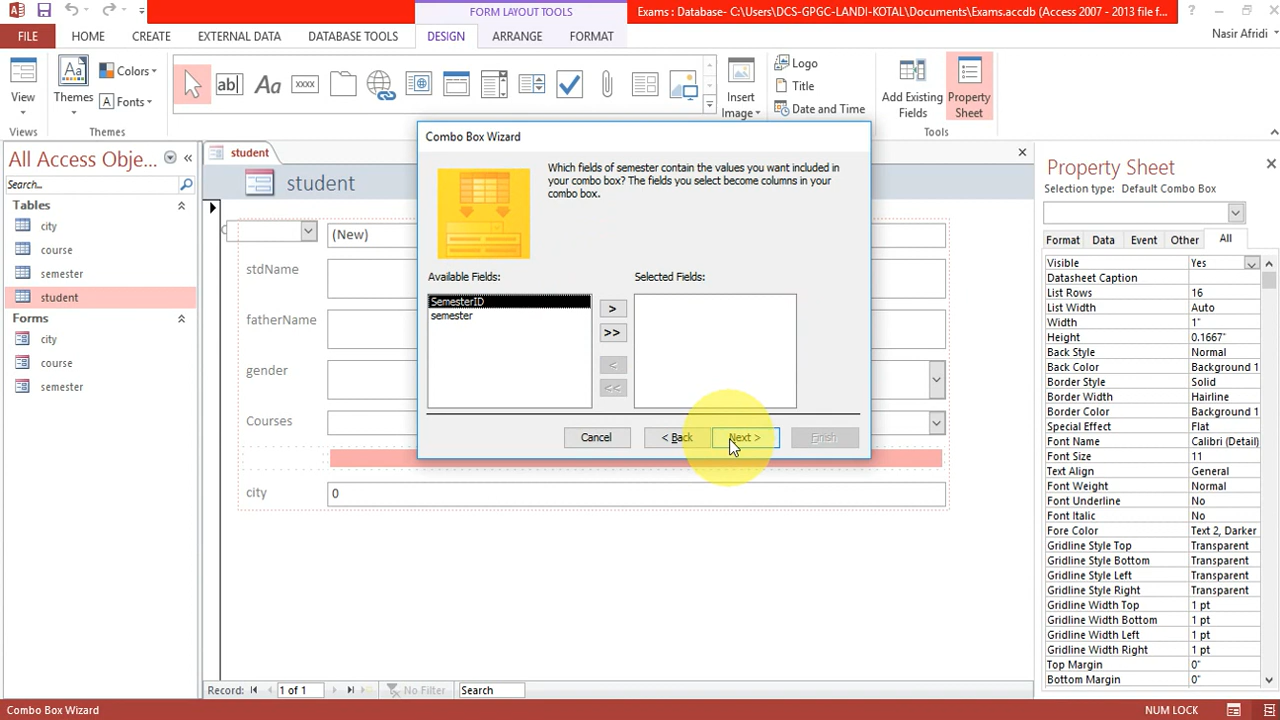 FORM LAYOUT TOOLS
Exams : Database- C:\Users\DCS-GPGC-LANDI-KOTAL\Documents\Exams.accdb (Access 2007 - 2013 file f...
?
FILE
HOME
CREATE
EXTERNAL DATA
DATABASE TOOLS
DESIGN
ARRANGE
FORMAT
Nasir Afridi
View
Views
Themes
Colors
Fonts
Themes
ab|
Aa
xxxx
Insert
Image
Logo
Title
Date and Time
Add Existing
Fields
Property
Sheet
Tools
All Access Obje...
Search...
Tables
city
course
semester
student
Forms
city
course
semester
student
student
(New)
stdName
fatherName
gender
Courses
city
0
Combo Box Wizard
Which fields of semester contain the values you want included in
your combo box? The fields you select become columns in your
combo box.
Available Fields:
Selected Fields:
SemesterID
semester
>
>>
<
<<
Cancel
< Back
Next >
Finish
Property Sheet
Selection type: Default Combo Box
Format Data Event Other All
Visible Yes
Datasheet Caption
List Rows 16
List Width Auto
Width 1"
Height 0.1667"
Back Style Normal
Back Color Background 1
Border Style Solid
Border Width Hairline
Border Color Background 1
Special Effect Flat
Font Name Calibri (Detail)
Font Size 11
Text Align General
Font Weight Normal
Font Underline No
Font Italic No
Fore Color Text 2, Darker
Gridline Style Top Transparent
Gridline Style Bottom Transparent
Gridline Style Left Transparent
Gridline Style Right Transparent
Gridline Width Top 1 pt
Gridline Width Bottom 1 pt
Gridline Width Left 1 pt
Gridline Width Right 1 pt
Top Margin 0"
Bottom Margin 0"
Record: 1 of 1 No Filter Search
Combo Box Wizard
NUM LOCK